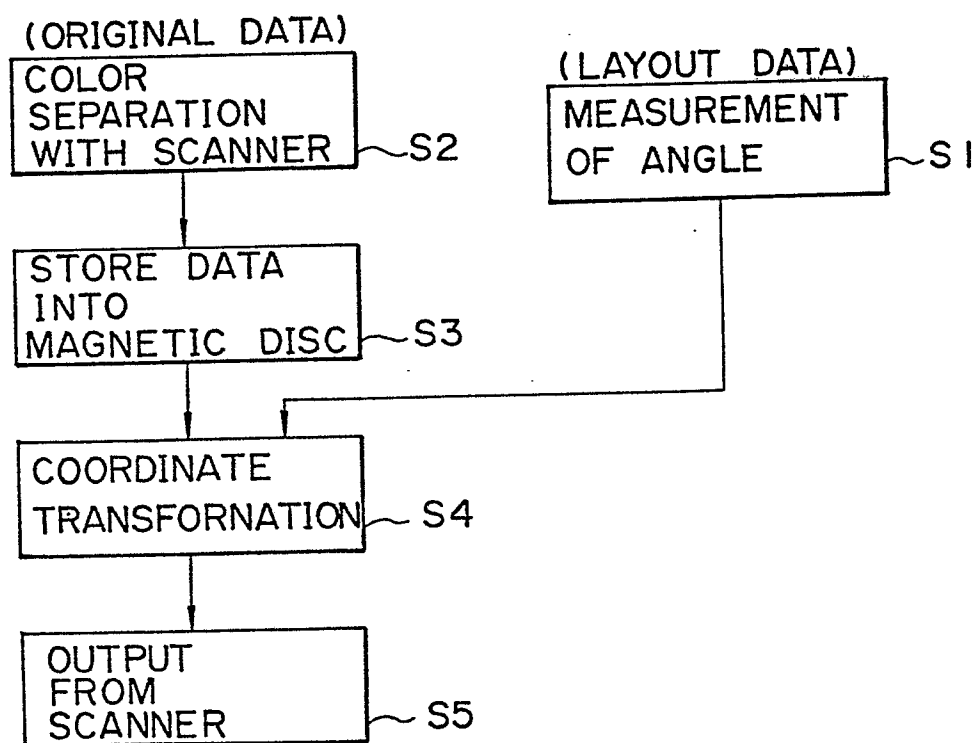 (ORIGINAL DATA)
COLOR
SEPARATION
WITH SCANNER
S2
(LAYOUT DATA)
MEASUREMENT
OF ANGLE
S1
STORE DATA
INTO
MAGNETIC DISC
S3
COORDINATE
TRANSFORNATION
S4
OUTPUT
FROM
SCANNER
S5